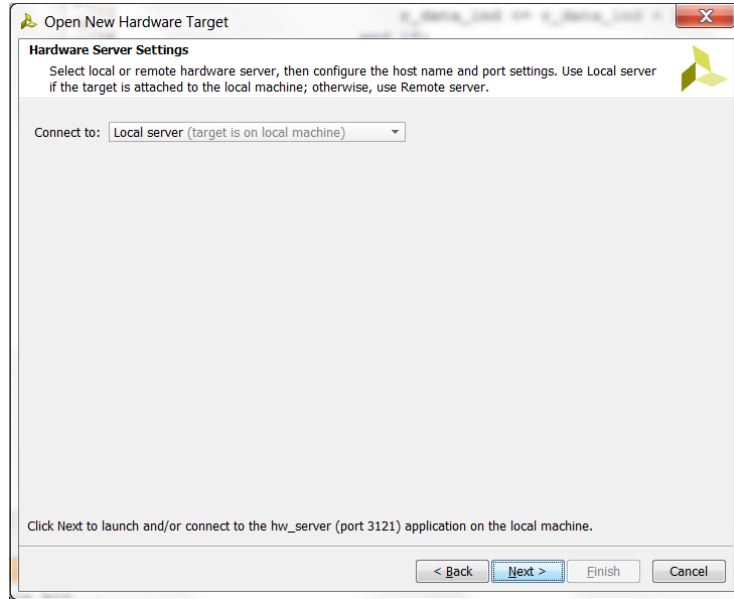 Open New Hardware Target
Hardware Server Settings
Select local or remote hardware server, then configure the host name and port settings. Use Local server
if the target is attached to the local machine; otherwise, use Remote server.
Connect to: Local server (target is on local machine)
Click Next to launch and/or connect to the hw_server (port 3121) application on the local machine.
< Back Next > Finish Cancel